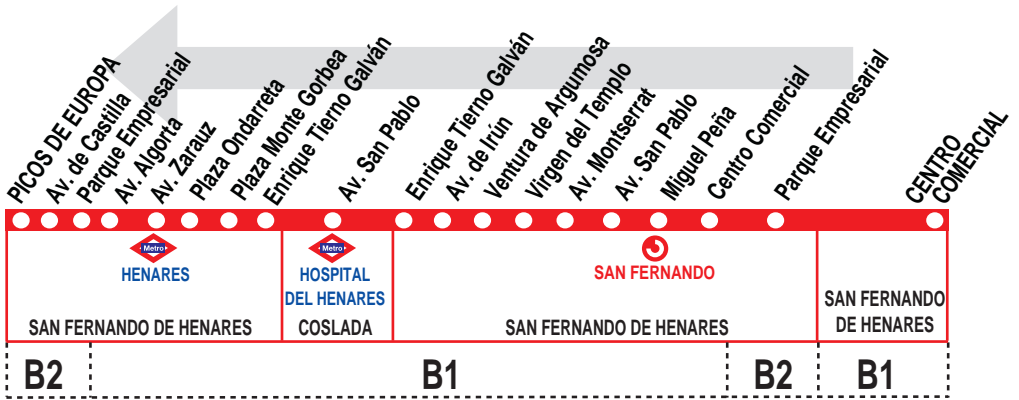 PICOS DE EUROPA
Av. de Castilla
Parque Empresarial
Av. Algorta
Av. Zarauz
Plaza Ondarreta
Plaza Monte Gorbea
Enrique Tierno Galván
Av. San Pablo
Enrique Tierno Galván
Av. de Irún
Ventura de Argumosa
Virgen del Templo
Av. Montserrat
Av. San Pablo
Miguel Peña
Centro Comercial
Parque Empresarial
CENTRO
COMERCIAL
Metro
HENARES
SAN FERNANDO DE HENARES
Metro
HOSPITAL
DEL HENARES
COSLADA
SAN FERNANDO
SAN FERNANDO DE HENARES
SAN FERNANDO
DE HENARES
B2
B1
B2
B1